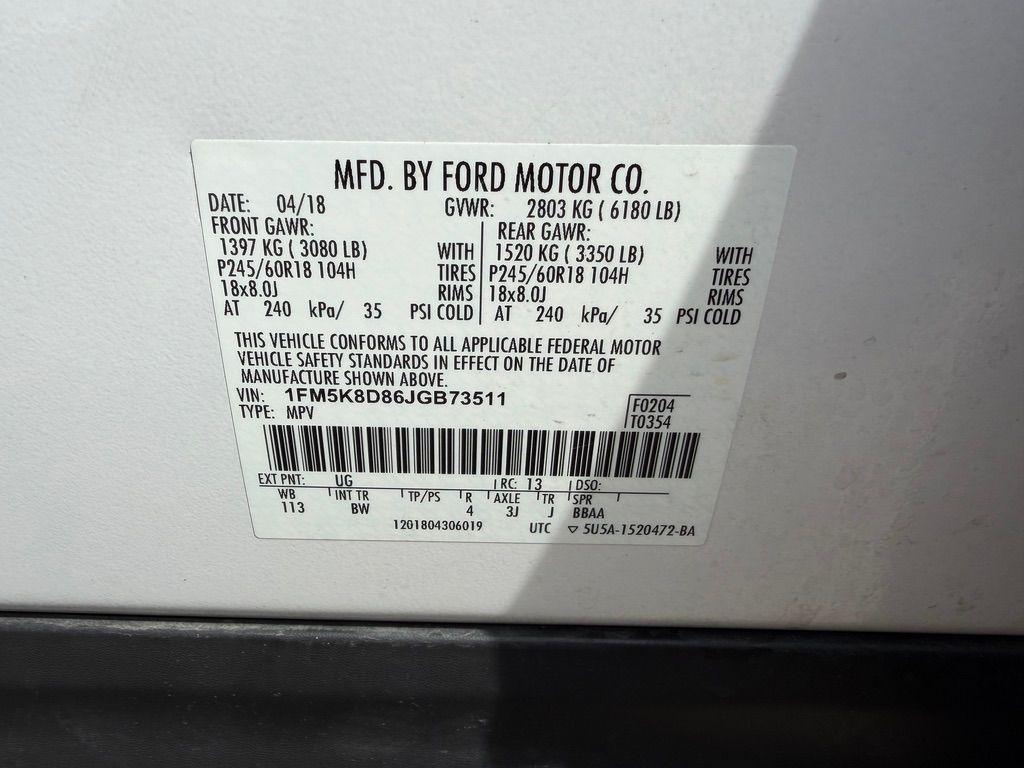 MFD. BY FORD MOTOR CO.
DATE: 04/18 GVWR: 2803 KG ( 6180 LB)
FRONT GAWR: REAR GAWR:
1397 KG ( 3080 LB) WITH 1520 KG ( 3350 LB) WITH
P245/60R18 104H TIRES P245/60R18 104H TIRES
18x8.0J RIMS 18x8.0J RIMS
AT 240 kPa/ 35 PSI COLD AT 240 kPa/ 35 PSI COLD
THIS VEHICLE CONFORMS TO ALL APPLICABLE FEDERAL MOTOR
VEHICLE SAFETY STANDARDS IN EFFECT ON THE DATE OF
MANUFACTURE SHOWN ABOVE.
VIN: 1FM5K8D86JGB73511
TYPE: MPV
F0204
T0354
EXT PNT: UG RC: 13 DSO:
WB INT TR TP/PS R AXLE TR SPR
113 BW 4 3J J BBAA
1201804306019 UTC ▽ 5U5A-1520472-BA